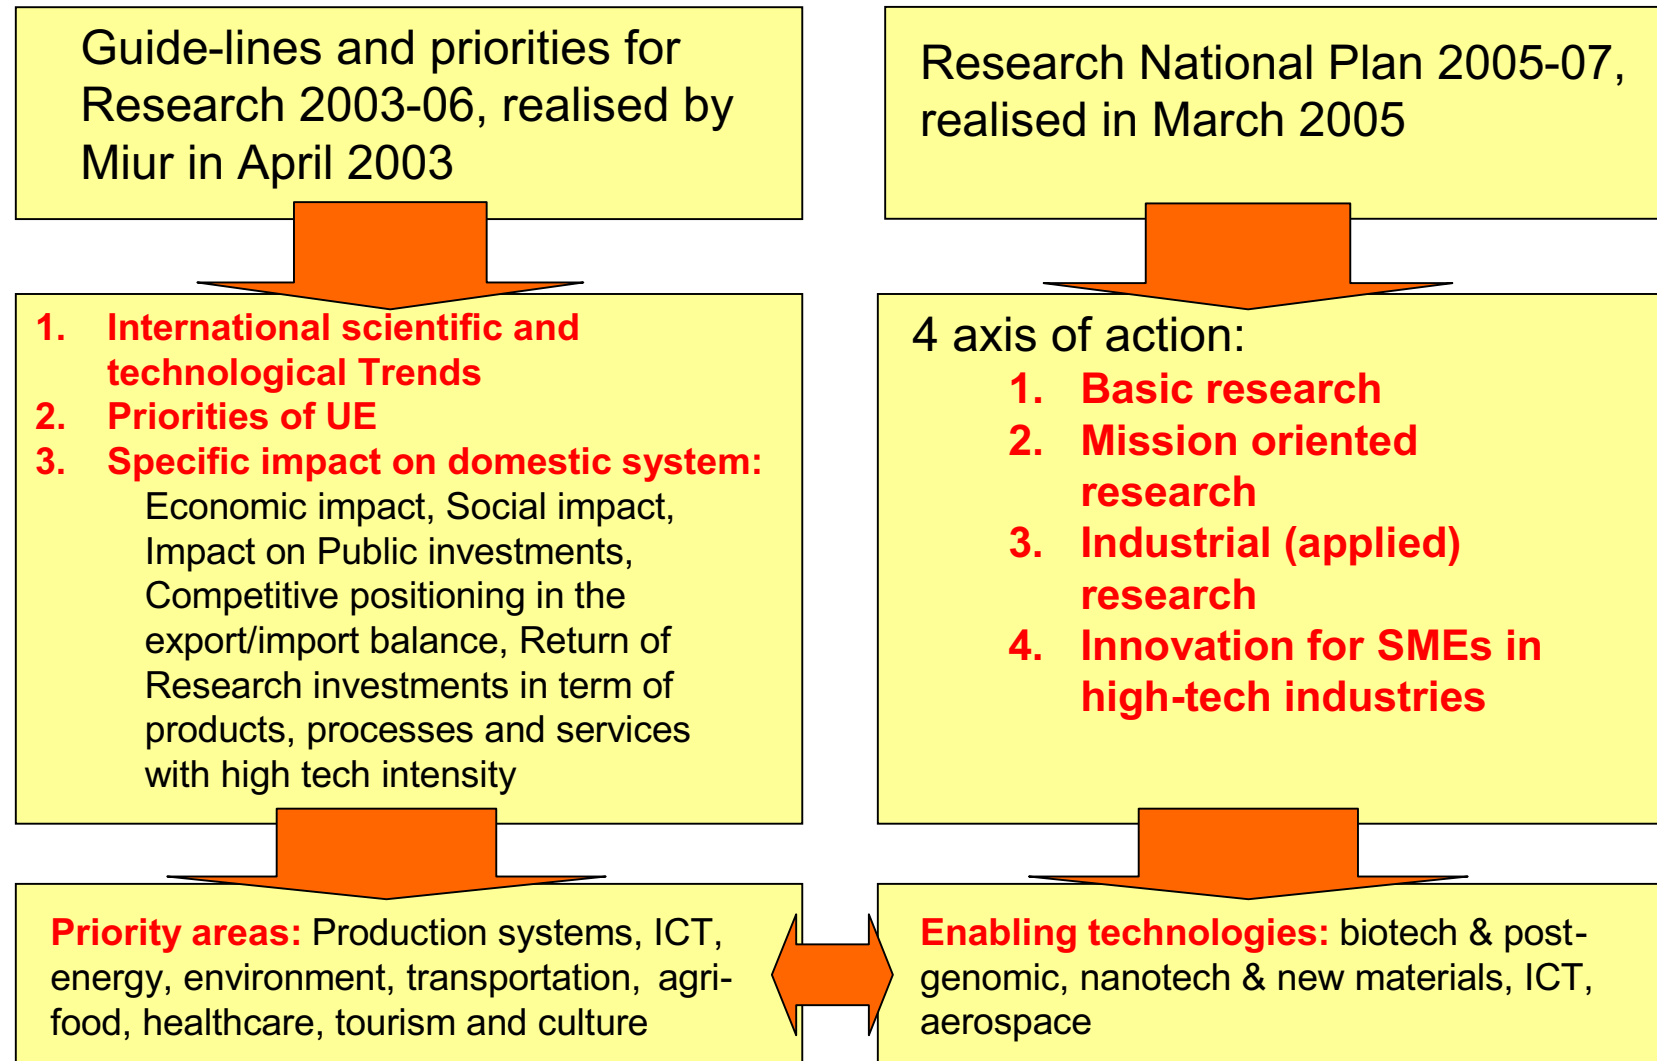 Guide-lines and priorities for
Research 2003-06, realised by
Miur in April 2003
Research National Plan 2005-07,
realised in March 2005
1. International scientific and
technological Trends
2. Priorities of UE
3. Specific impact on domestic system:
Economic impact, Social impact,
Impact on Public investments,
Competitive positioning in the
export/import balance, Return of
Research investments in term of
products, processes and services
with high tech intensity
4 axis of action:
1. Basic research
2. Mission oriented
research
3. Industrial (applied)
research
4. Innovation for SMEs in
high-tech industries
Priority areas: Production systems, ICT,
energy, environment, transportation, agri-
food, healthcare, tourism and culture
Enabling technologies: biotech & post-
genomic, nanotech & new materials, ICT,
aerospace